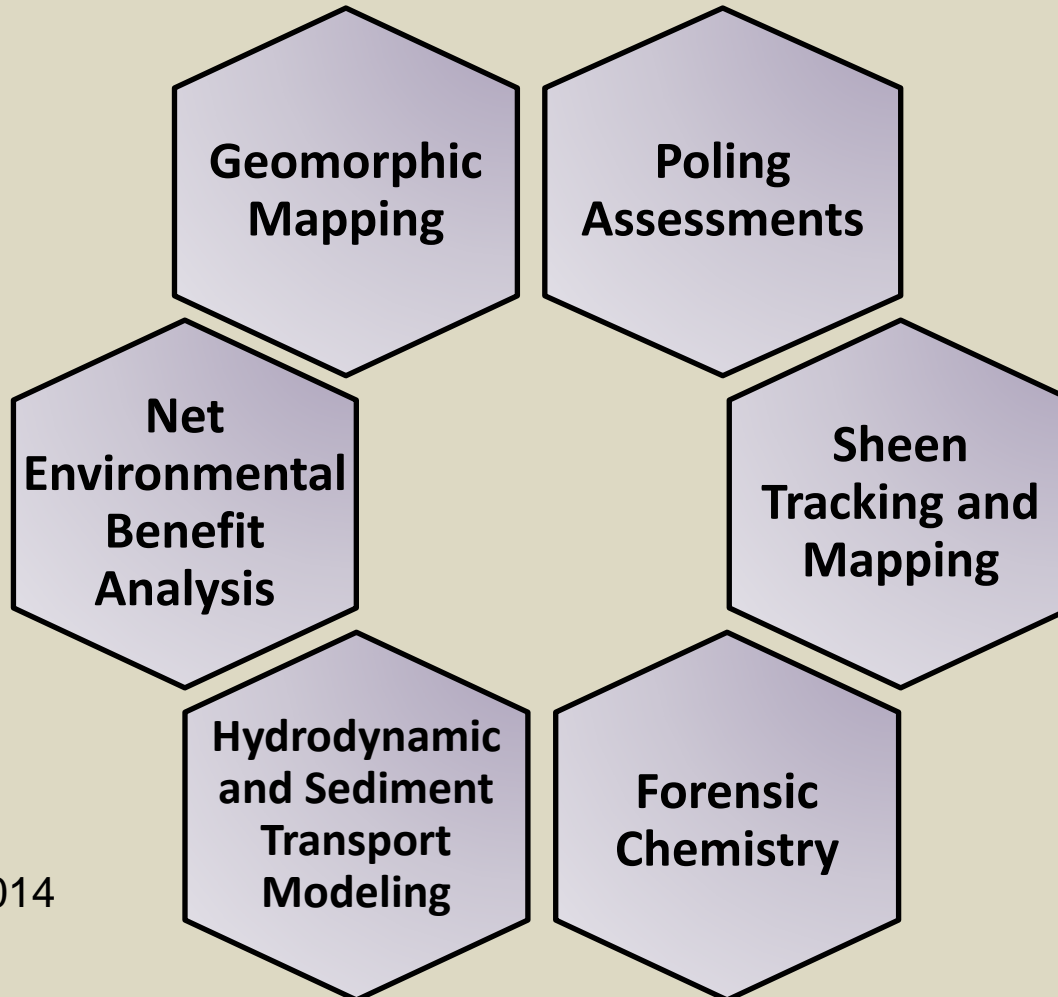 Geomorphic
Mapping
Poling
Assessments
Net
Environmental
Benefit
Analysis
Sheen
Tracking and
Mapping
Hydrodynamic
and Sediment
Transport
Modeling
Forensic
Chemistry
014